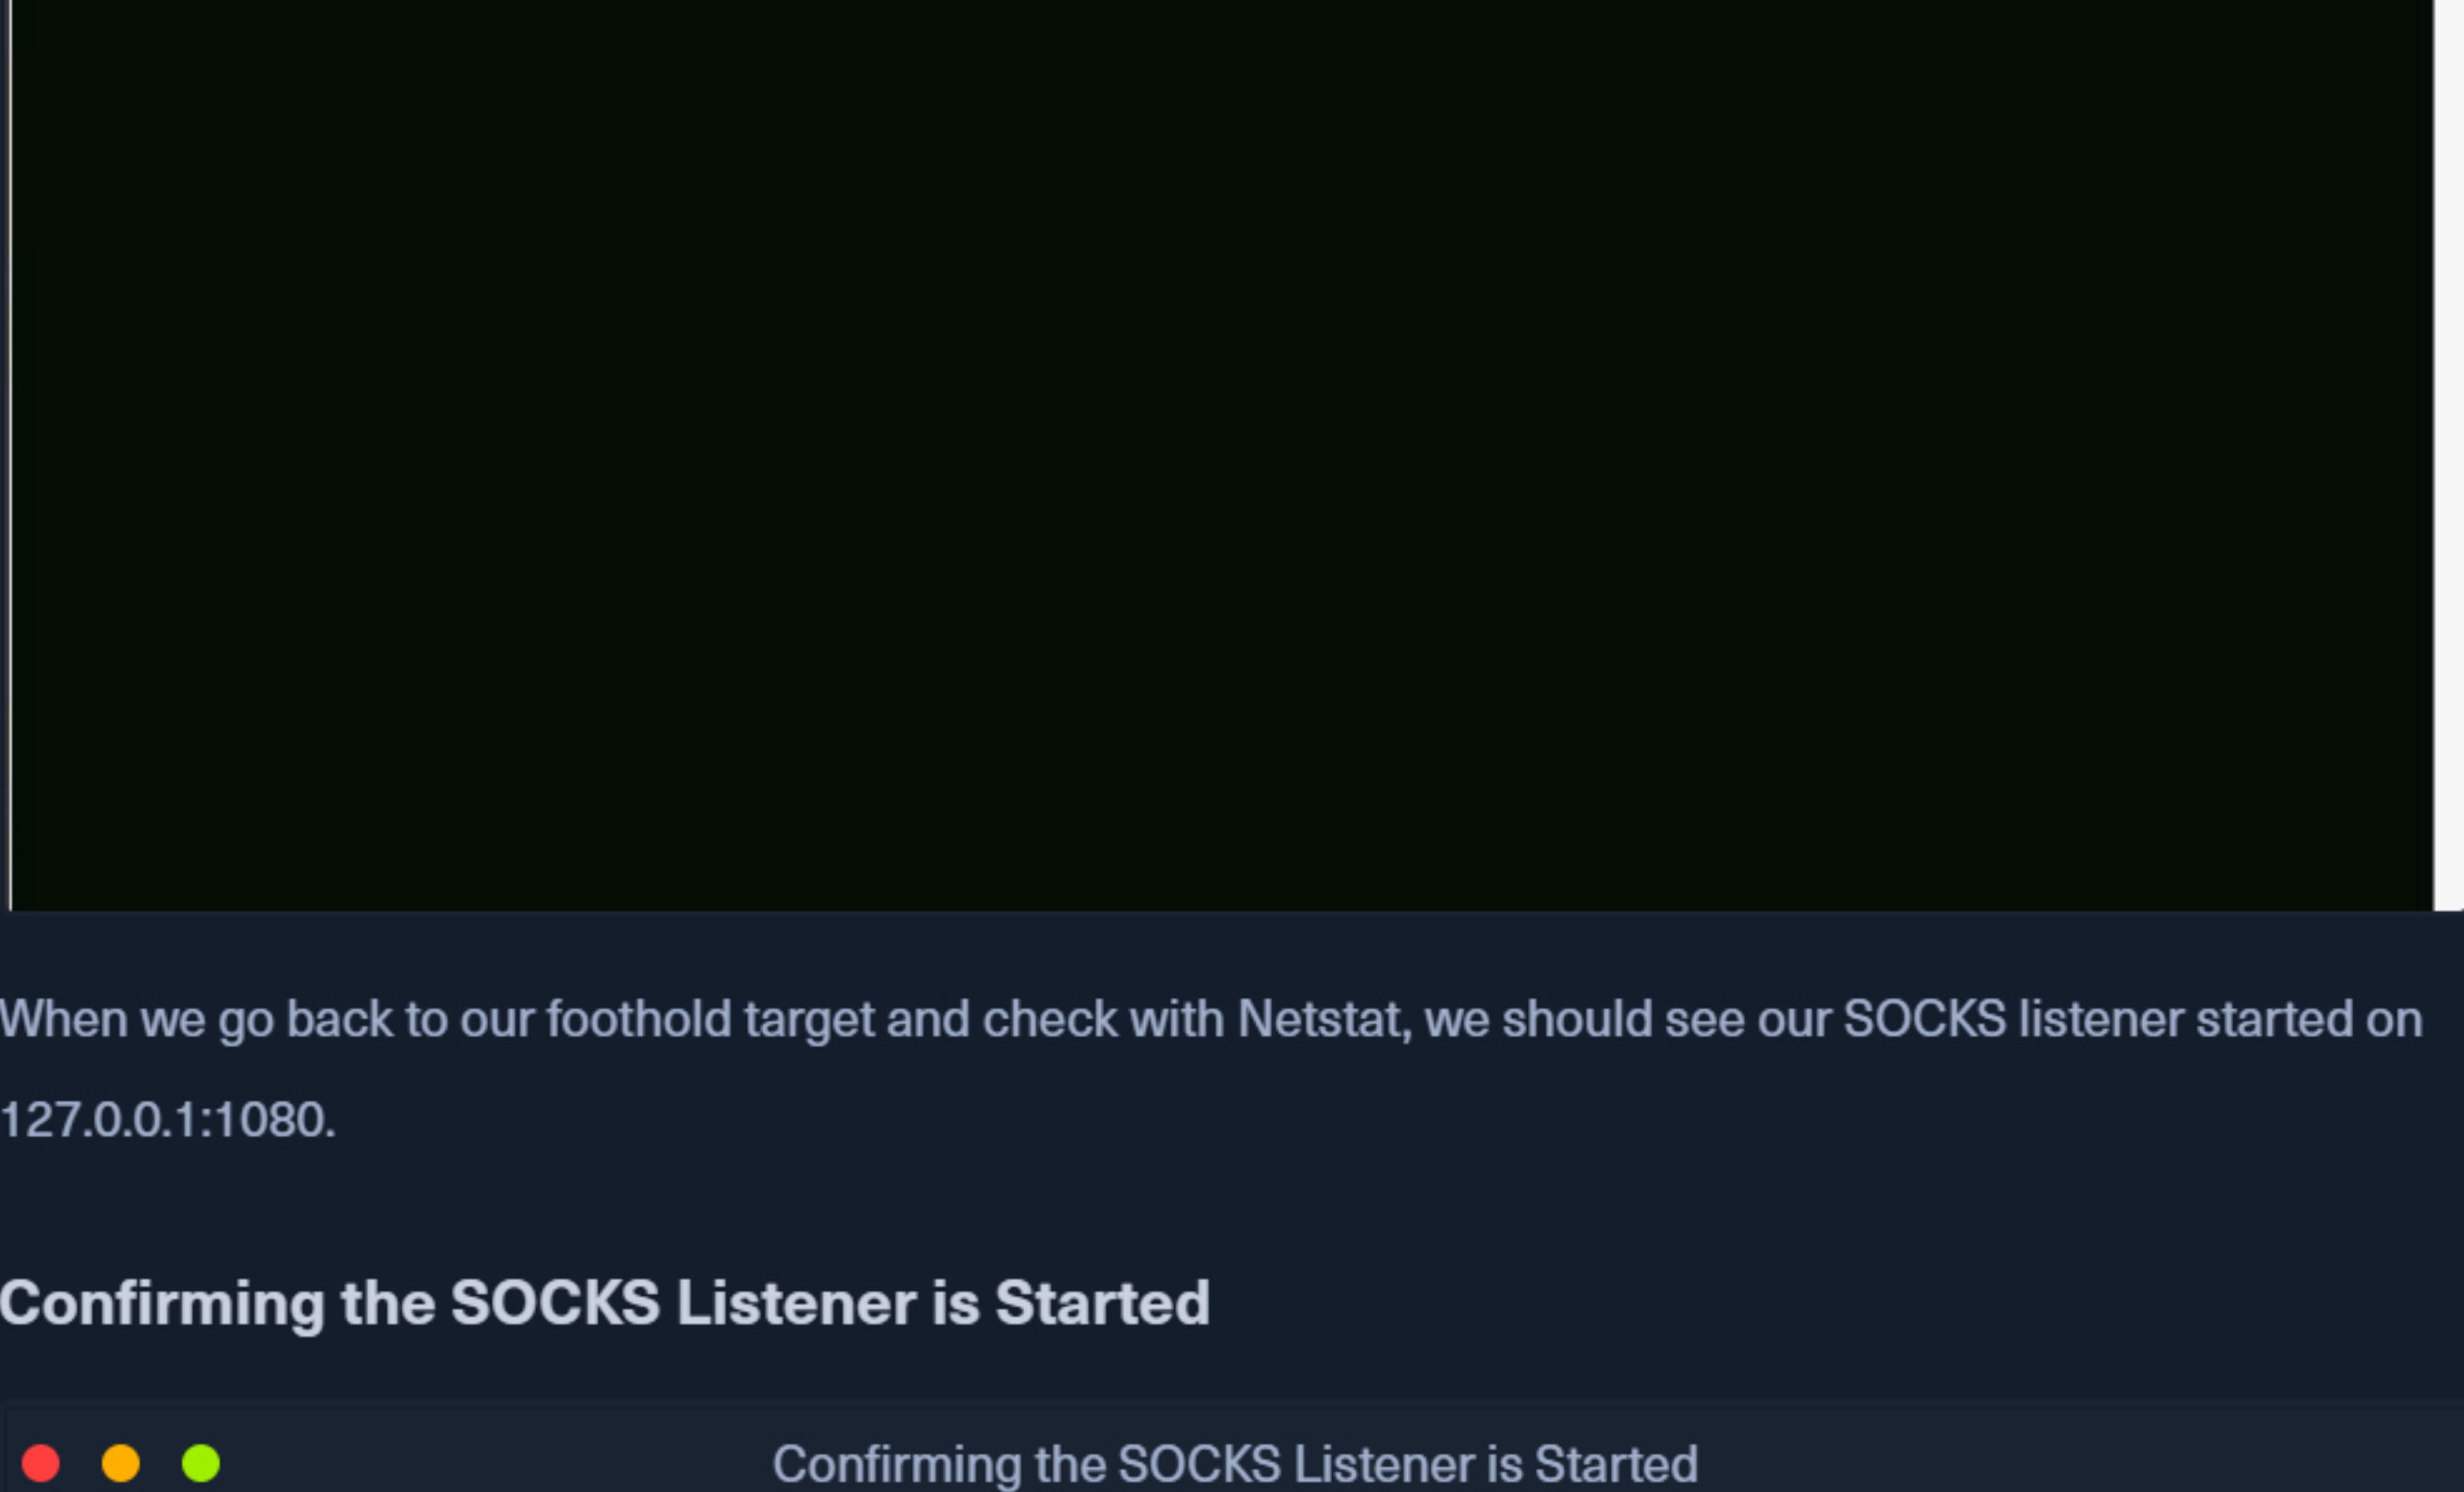 When we go back to our foothold target and check with Netstat, we should see our SOCKS listener started on
127.0.0.1:1080.
Confirming the SOCKS Listener is Started
Confirming the SOCKS Listener is Started